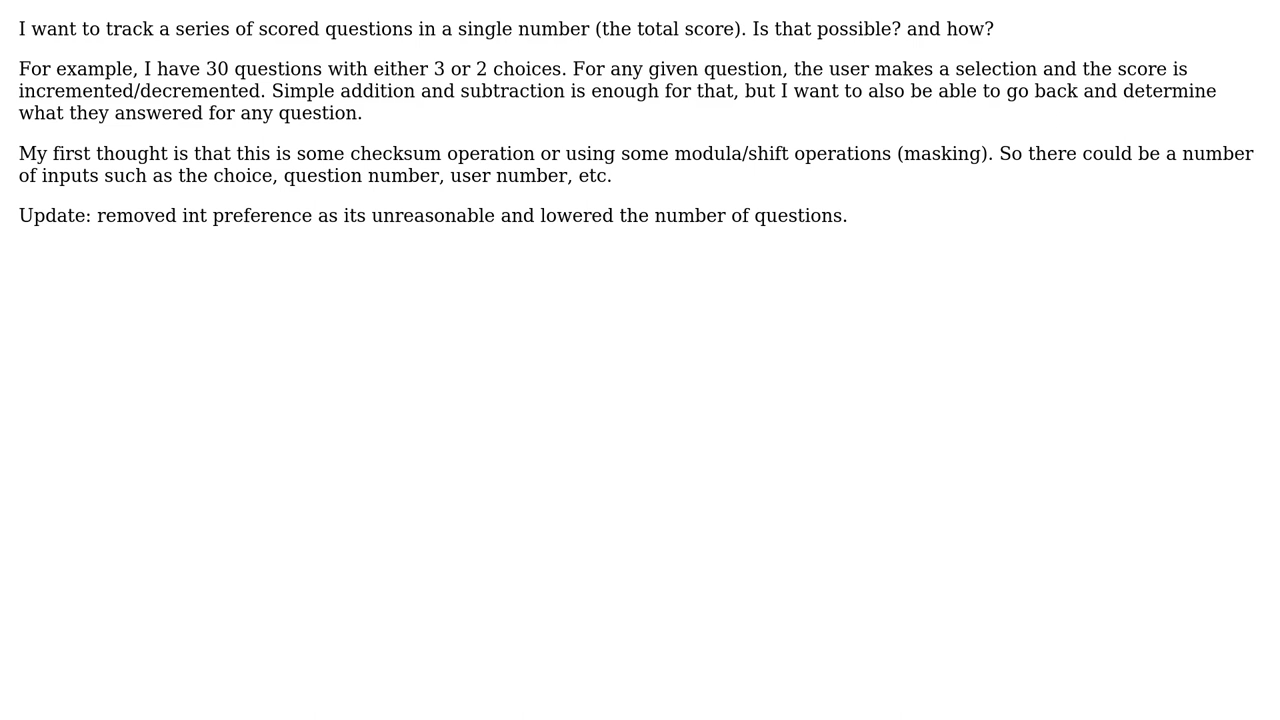 I want to track a series of scored questions in a single number (the total score). Is that possible? and how?
For example, I have 30 questions with either 3 or 2 choices. For any given question, the user makes a selection and the score is
incremented/decremented. Simple addition and subtraction is enough for that, but I want to also be able to go back and determine
what they answered for any question.
My first thought is that this is some checksum operation or using some modula/shift operations (masking). So there could be a number
of inputs such as the choice, question number, user number, etc.
Update: removed int preference as its unreasonable and lowered the number of questions.